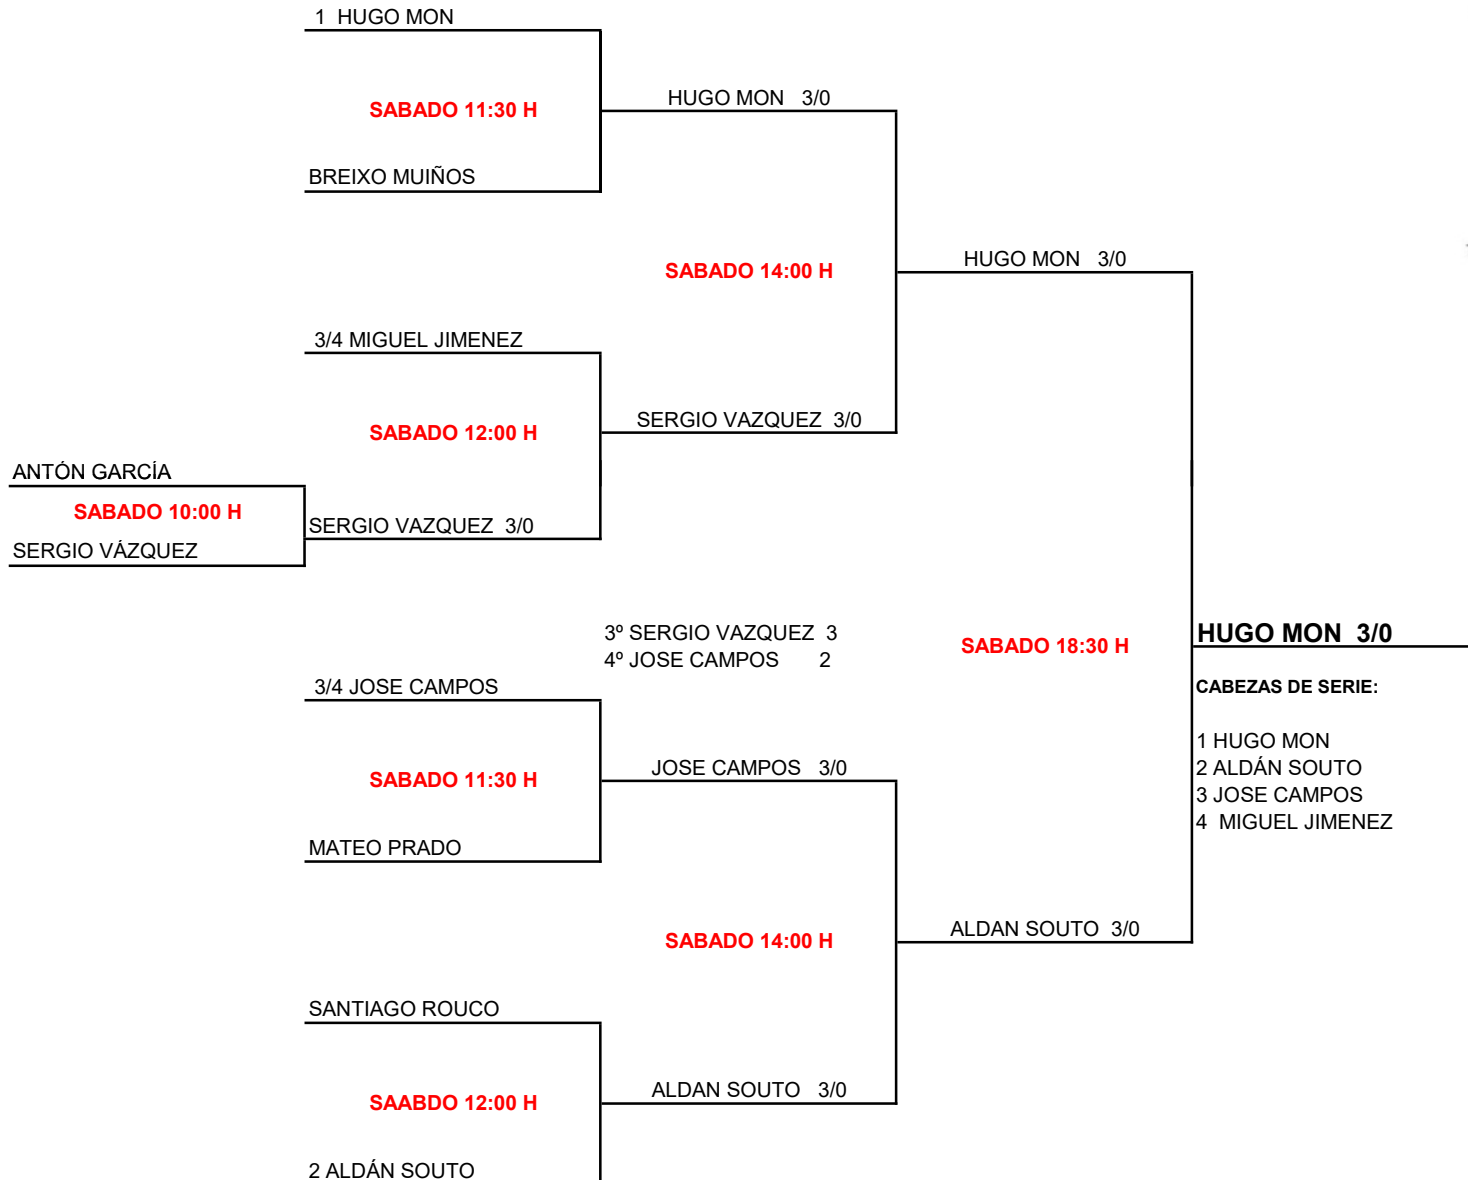 1 HUGO MON
HUGO MON 3/0
SABADO 11:30 H
BREIXO MUIÑOS
HUGO MON 3/0
SABADO 14:00 H
3/4 MIGUEL JIMENEZ
SERGIO VAZQUEZ 3/0
SABADO 12:00 H
ANTÓN GARCÍA
SABADO 10:00 H
SERGIO VAZQUEZ 3/0
SERGIO VÁZQUEZ
3º SERGIO VAZQUEZ 3
4º JOSE CAMPOS 2
SABADO 18:30 H
HUGO MON 3/0
3/4 JOSE CAMPOS
CABEZAS DE SERIE:
1 HUGO MON
2 ALDÁN SOUTO
3 JOSE CAMPOS
4 MIGUEL JIMENEZ
JOSE CAMPOS 3/0
SABADO 11:30 H
MATEO PRADO
ALDAN SOUTO 3/0
SABADO 14:00 H
SANTIAGO ROUCO
ALDAN SOUTO 3/0
SAABDO 12:00 H
2 ALDÁN SOUTO